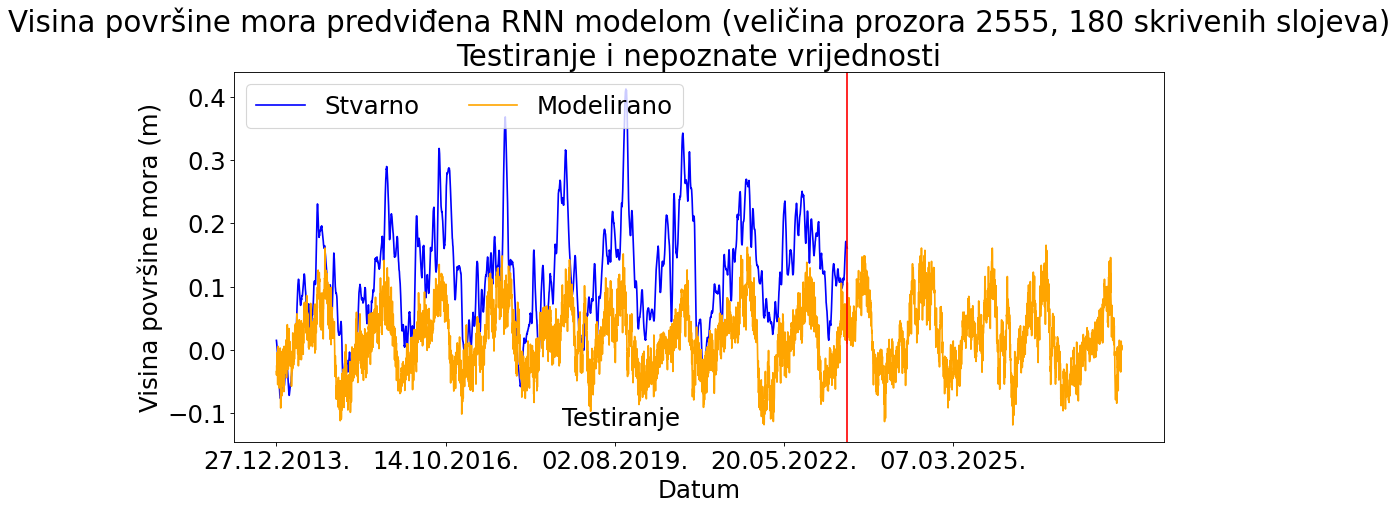 Visina površine mora predviđena RNN modelom (veličina prozora 2555, 180 skrivenih slojeva)
Testiranje i nepoznate vrijednosti
Stvarno Modelirano
Visina površine mora (m)
0.4
0.3
0.2
0.1
0.0
−0.1
Testiranje
27.12.2013. 14.10.2016. 02.08.2019. 20.05.2022. 07.03.2025.
Datum